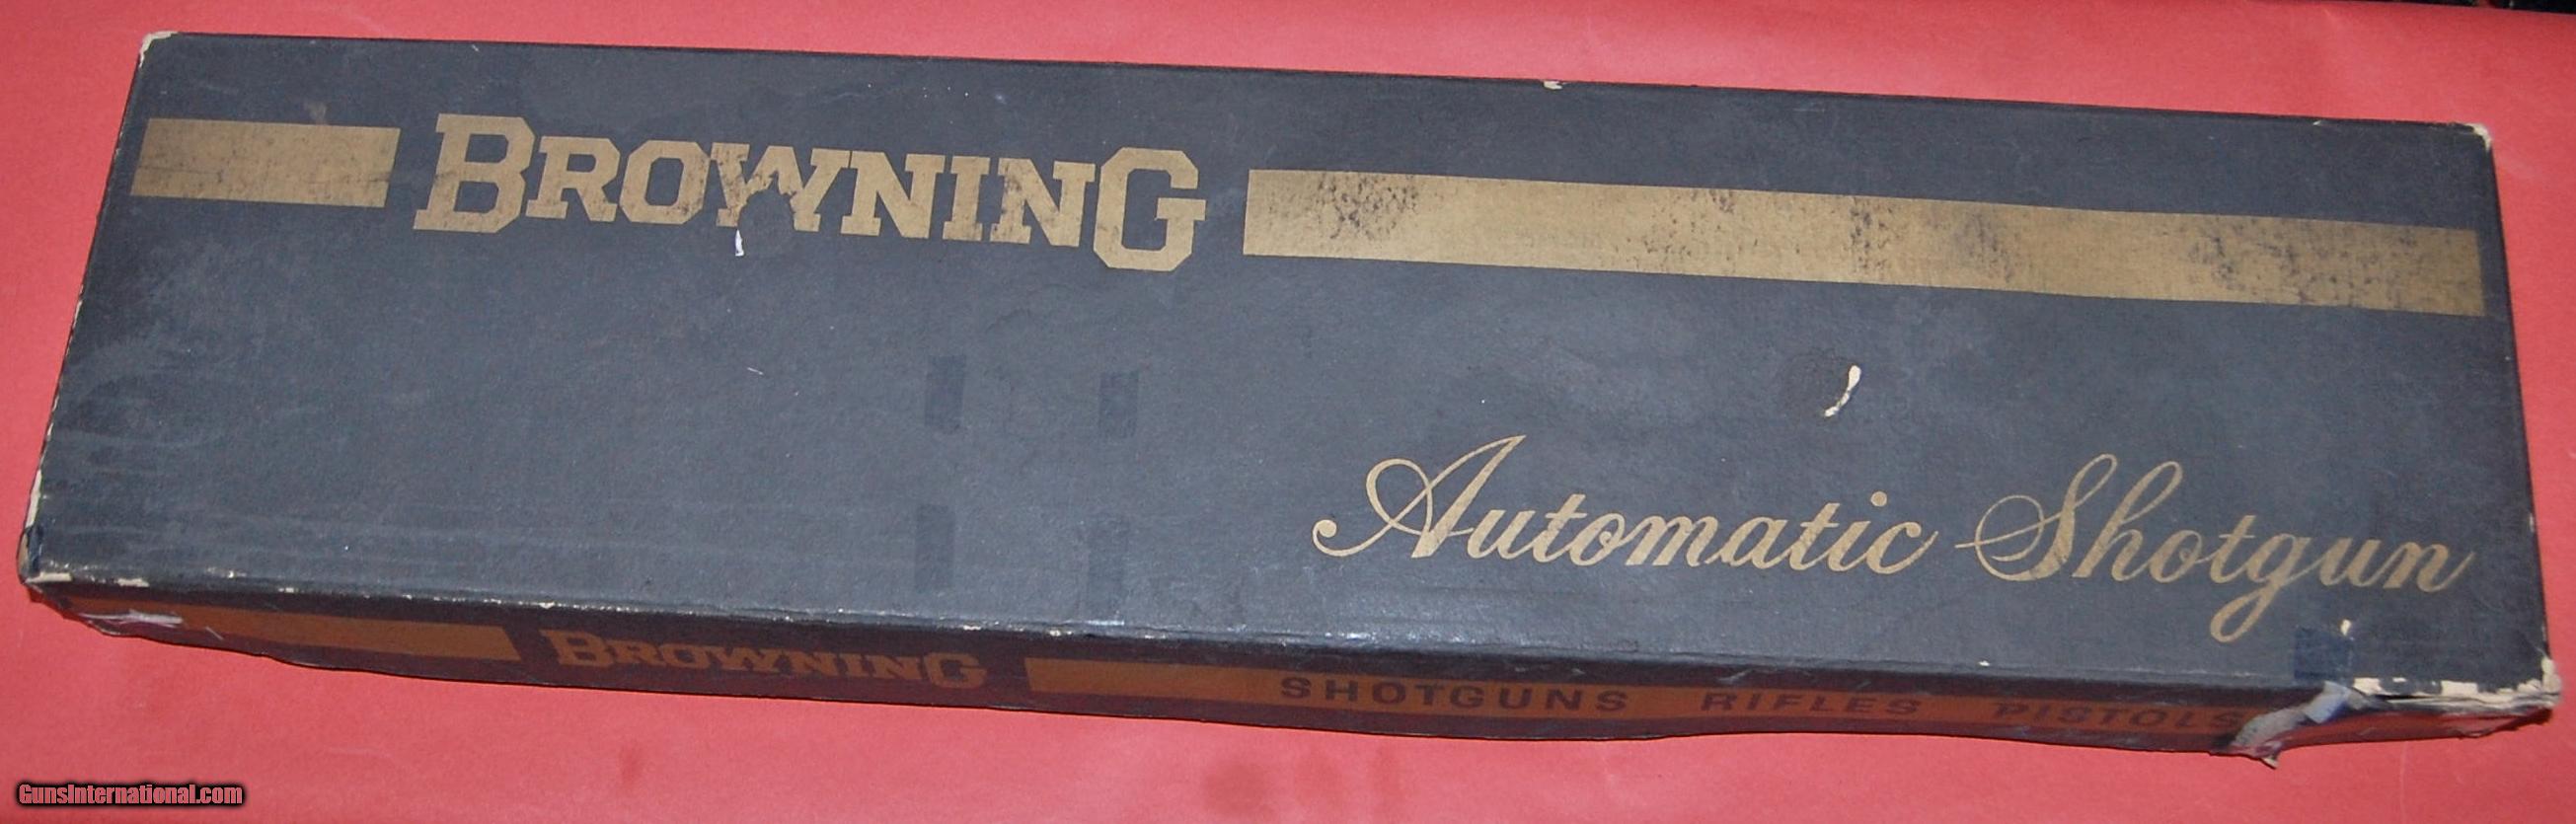 BROWNING
Automatic Shotgun
BROWNING SHOTGUNS RIFLES PISTOLS
GunsInternational.com